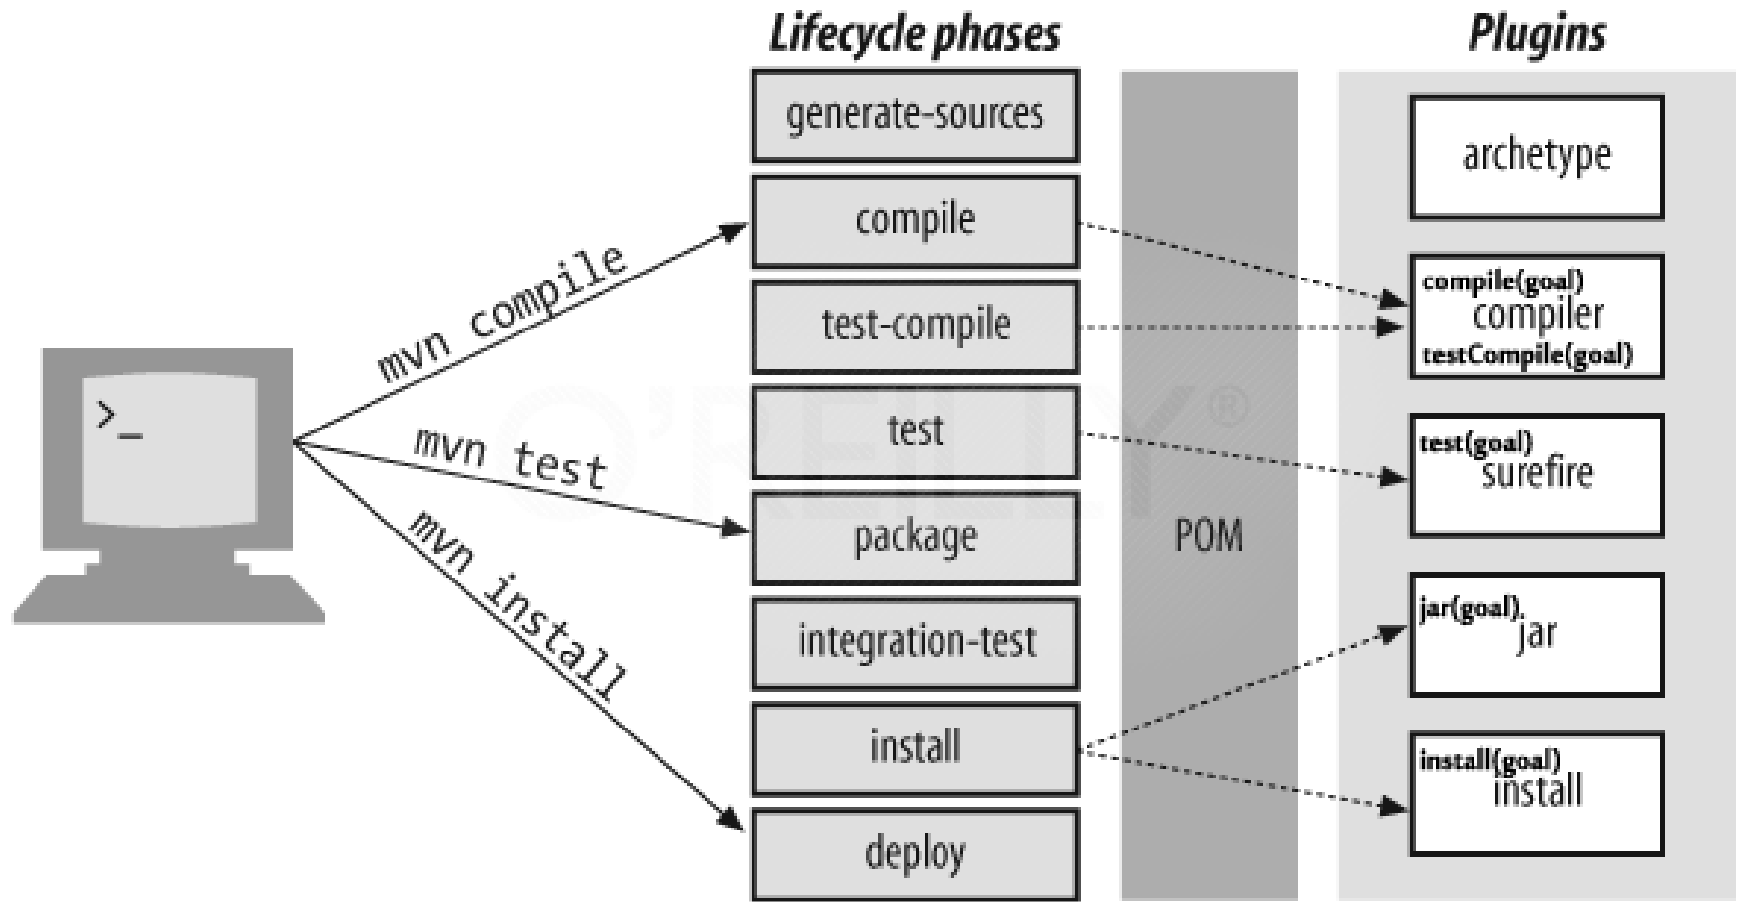 Lifecycle phases
Plugins
generate-sources
compile
test-compile
test
package
integration-test
install
deploy
mvn compile
mvn test
mvn install
>_
POM
archetype
compile(goal)
compiler
testCompile(goal)
test(goal)
surefire
jar(goal)
jar
install(goal)
install
O'REILLY®